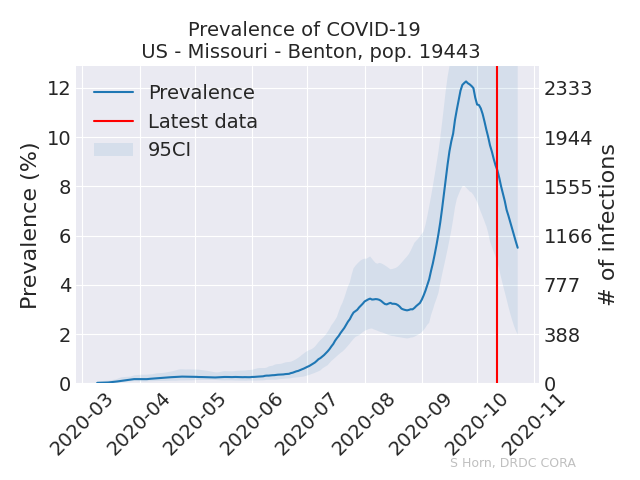 Prevalence of COVID-19
US - Missouri - Benton, pop. 19443
Prevalence
Latest data
95CI
Prevalence (%)
12
10
8
6
4
2
0
2333
1944
1555
1166
777
388
0
# of infections
2020-03
2020-04
2020-05
2020-06
2020-07
2020-08
2020-09
2020-10
2020-11
S Horn, DRDC CORA